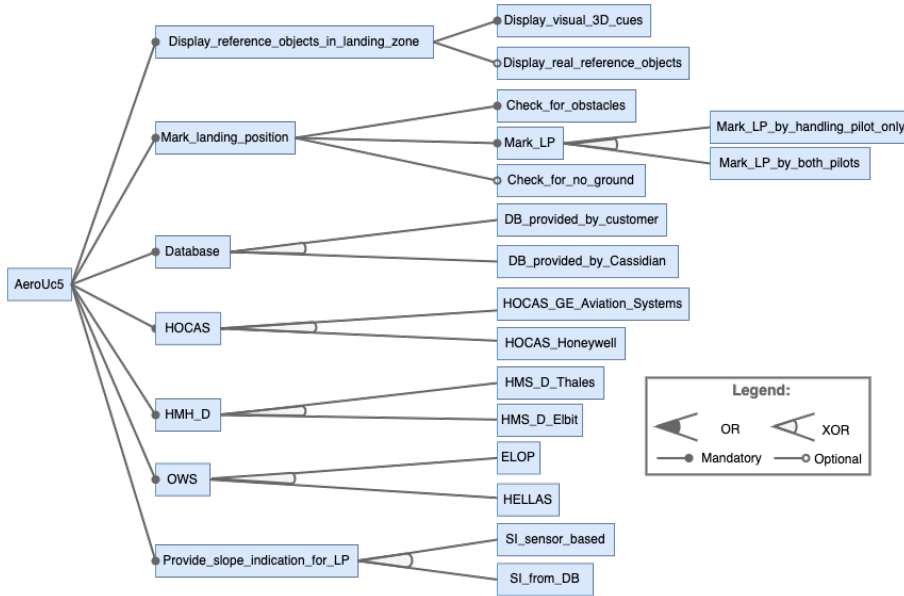 Display_visual_3D_cues
Display_reference_objects_in_landing_zone
Display_real_reference_objects
Check_for_obstacles
Mark_LP_by_handling_pilot_only
Mark_landing_position
Mark_LP
Mark_LP_by_both_pilots
Check_for_no_ground
DB_provided_by_customer
Database
DB_provided_by_Cassidian
AeroUc5
HOCAS_GE_Aviation_Systems
HOCAS
HOCAS_Honeywell
HMS_D_Thales
HMH_D
HMS_D_Elbit
ELOP
OWS
HELLAS
SI_sensor_based
Provide_slope_indication_for_LP
SI_from_DB
Legend:
OR
XOR
Mandatory
Optional